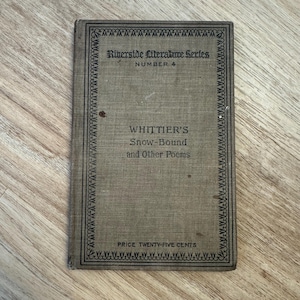 Riverside Literature Series
NUMBER 4
WHITTIER'S
Snow-Bound
and Other Poems
PRICE TWENTY-FIVE CENTS